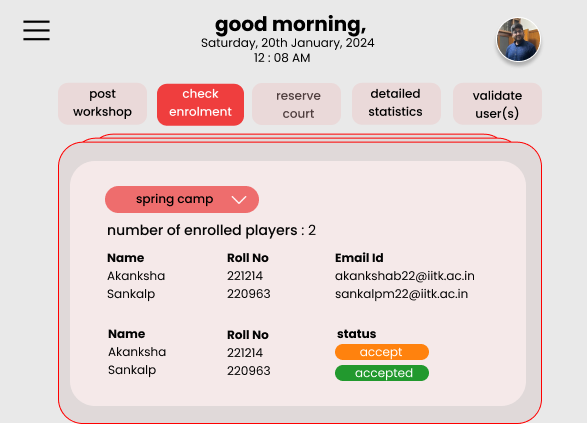 good morning,
Saturday, 20th January, 2024
12 : 08 AM
post workshop
check enrolment
reserve court
detailed statistics
validate user(s)
spring camp
number of enrolled players : 2
Name Roll No Email Id
Akanksha 221214 akankshab22@iitk.ac.in
Sankalp 220963 sankalpm22@iitk.ac.in
Name Roll No status
Akanksha 221214 accept
Sankalp 220963 accepted